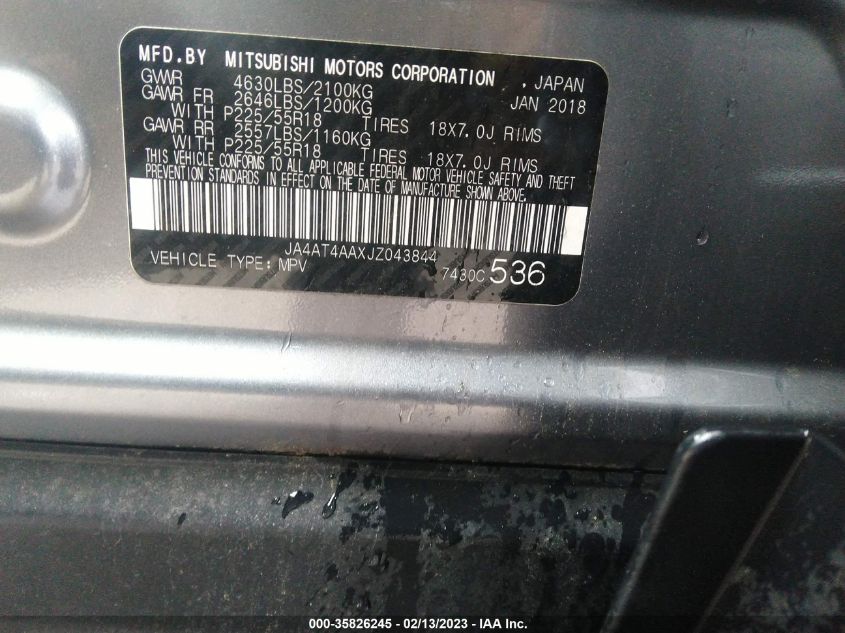 MFD.BY MITSUBISHI MOTORS CORPORATION , JAPAN
GVWR 4630LBS/2100KG JAN 2018
GAWR FR 2646LBS/1200KG
WITH P225/55R18 TIRES 18X7.0J RIMS
GAWR RR 2557LBS/1160KG
WITH P225/55R18 TIRES 18X7.0J RIMS
THIS VEHICLE CONFORMS TO ALL APPLICABLE FEDERAL MOTOR VEHICLE SAFETY AND THEFT
PREVENTION STANDARDS IN EFFECT ON THE DATE OF MANUFACTURE SHOWN ABOVE.
JA4AT4AAXJZ043844
VEHICLE TYPE: MPV 7430C 536
000-35826245 - 02/13/2023 - IAA Inc.